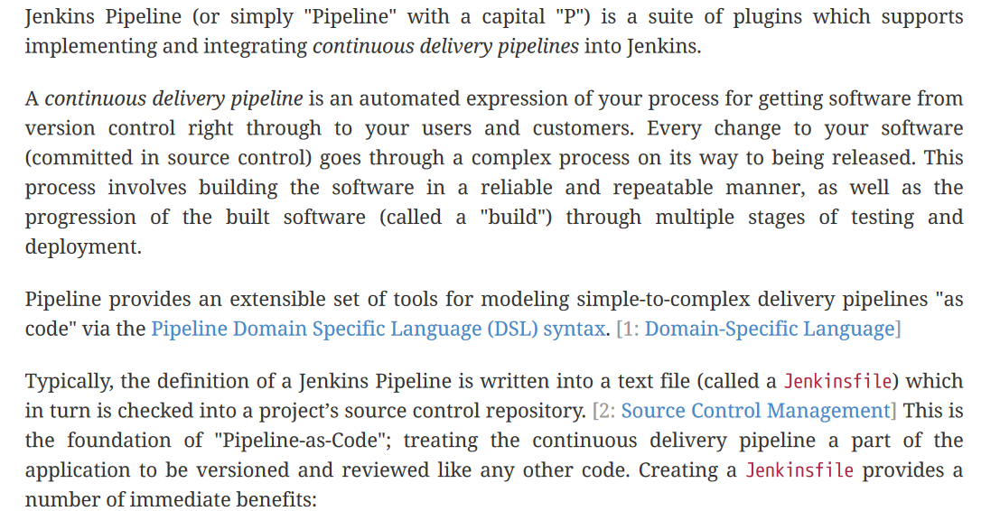 Jenkins Pipeline (or simply "Pipeline" with a capital "P") is a suite of plugins which supports
implementing and integrating continuous delivery pipelines into Jenkins.
A continuous delivery pipeline is an automated expression of your process for getting software from
version control right through to your users and customers. Every change to your software
(committed in source control) goes through a complex process on its way to being released. This
process involves building the software in a reliable and repeatable manner, as well as the
progression of the built software (called a "build") through multiple stages of testing and
deployment.
Pipeline provides an extensible set of tools for modeling simple-to-complex delivery pipelines "as
code" via the Pipeline Domain Specific Language (DSL) syntax. [1: Domain-Specific Language]
Typically, the definition of a Jenkins Pipeline is written into a text file (called a Jenkinsfile) which
in turn is checked into a project’s source control repository. [2: Source Control Management] This is
the foundation of "Pipeline-as-Code"; treating the continuous delivery pipeline a part of the
application to be versioned and reviewed like any other code. Creating a Jenkinsfile provides a
number of immediate benefits: